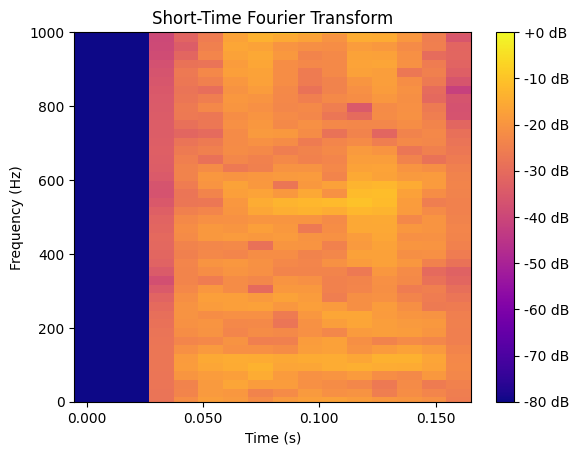 Short-Time Fourier Transform
1000
800
600
400
200
0
Frequency (Hz)
0.000
0.050
0.100
0.150
Time (s)
+0 dB
-10 dB
-20 dB
-30 dB
-40 dB
-50 dB
-60 dB
-70 dB
-80 dB